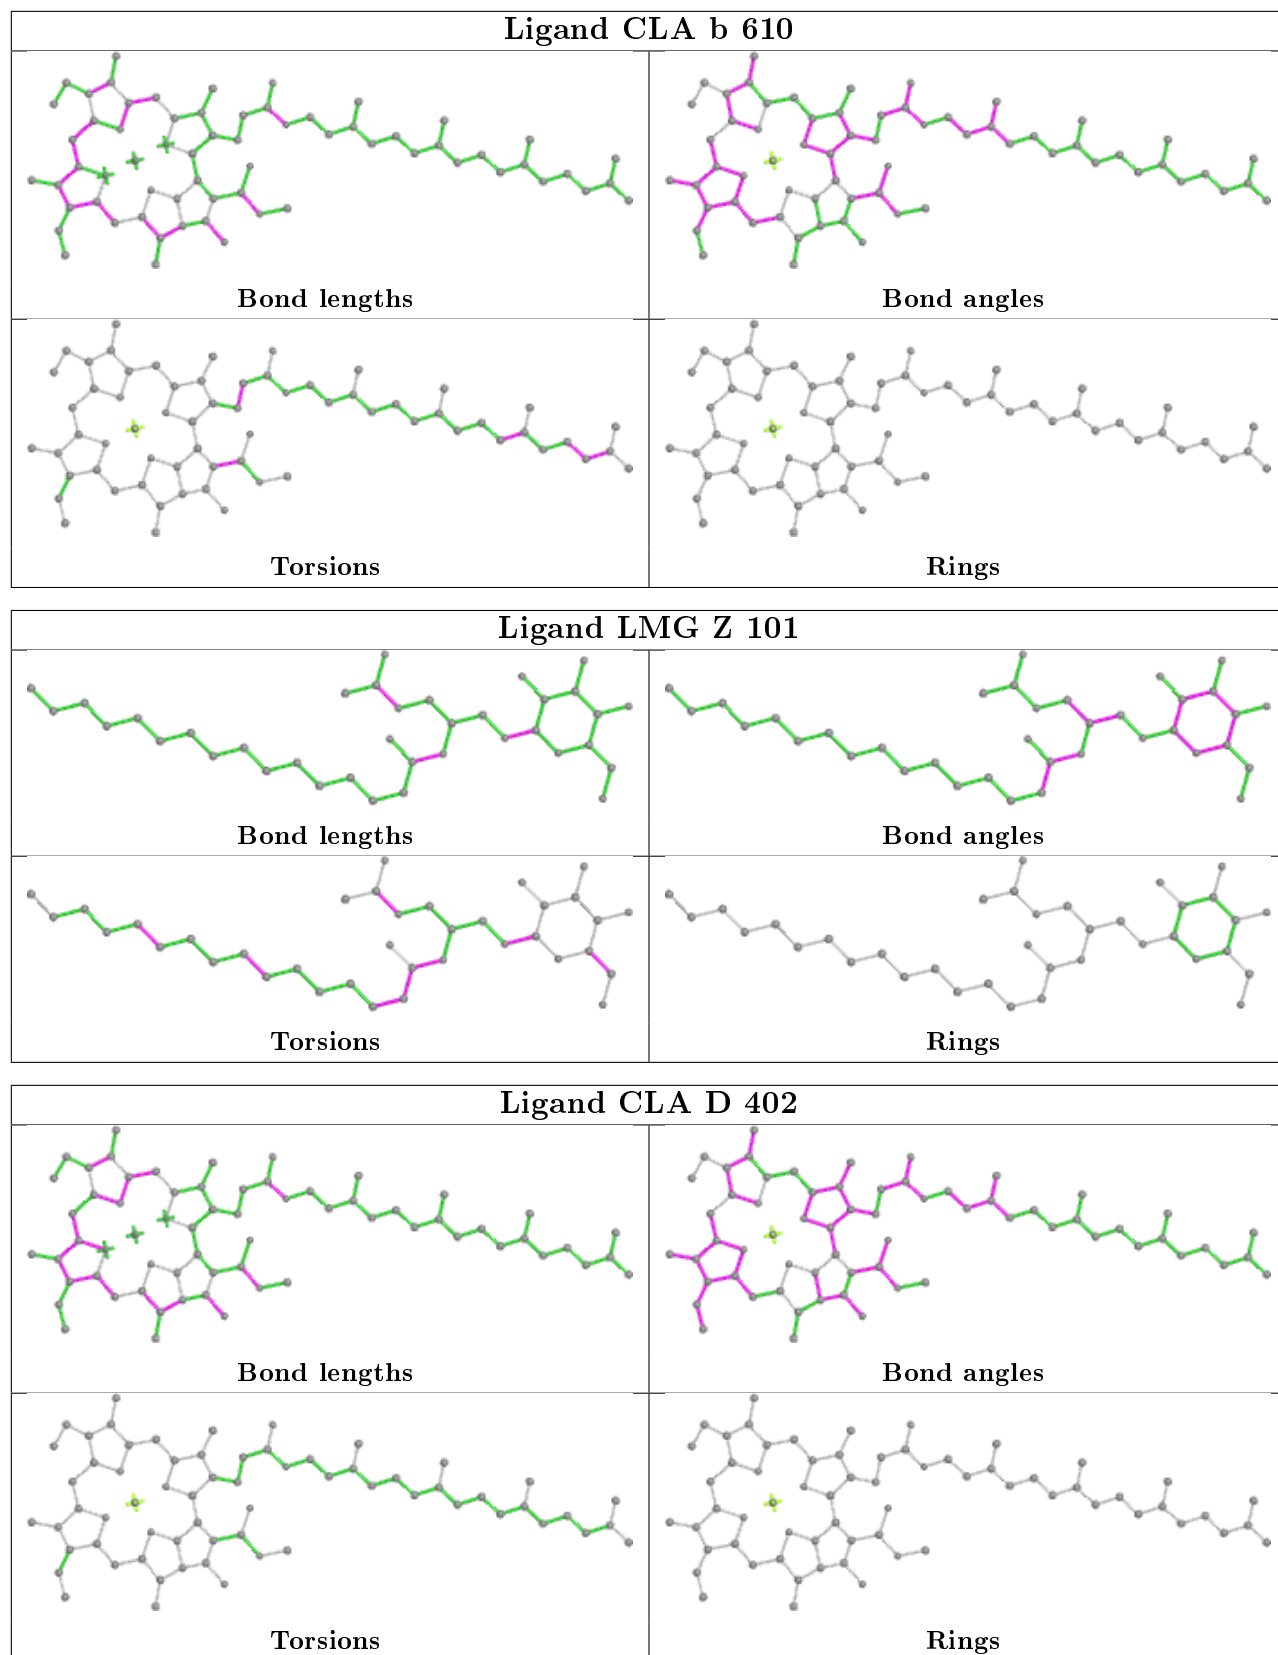 Ligand CLA b 610
Bond lengths
Bond angles
Torsions
Rings
Ligand LMG Z 101
Bond lengths
Bond angles
Torsions
Rings
Ligand CLA D 402
Bond lengths
Bond angles
Torsions
Rings